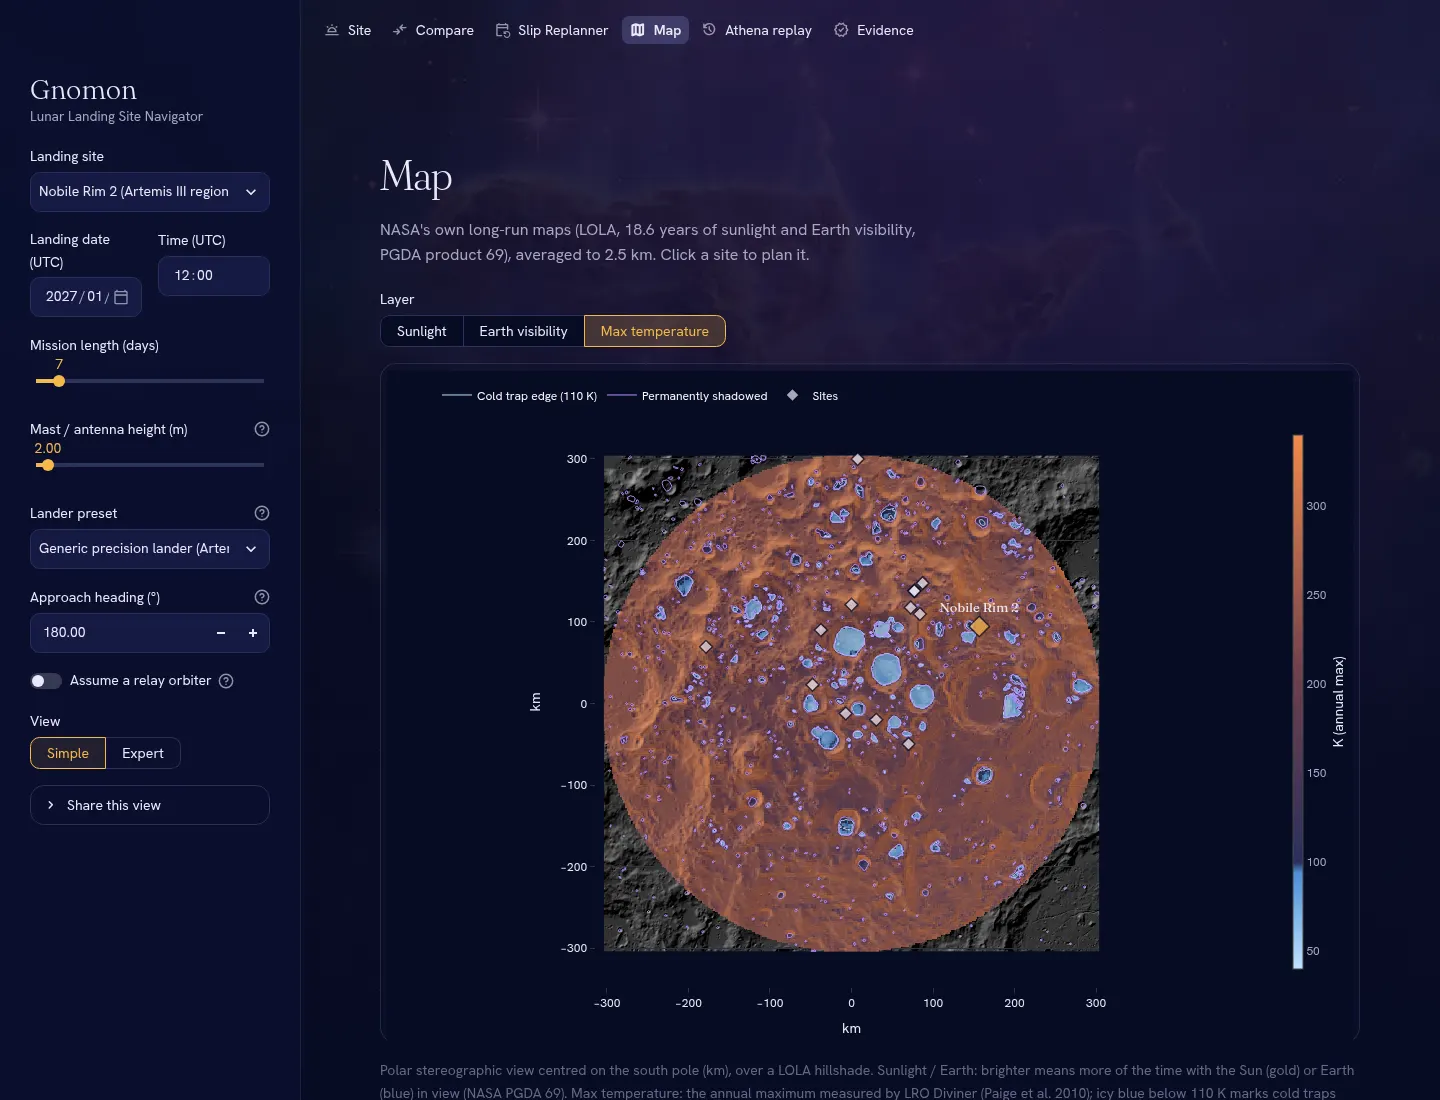 Site
Compare
Slip Replanner
Map
Athena replay
Evidence
Gnomon
Lunar Landing Site Navigator
Landing site
Nobile Rim 2 (Artemis III region
Landing date (UTC)
Time (UTC)
2027/01/
12:00
Mission length (days)
7
Mast / antenna height (m)
2.00
Lander preset
Generic precision lander (Arte
Approach heading (°)
180.00
Assume a relay orbiter
View
Simple
Expert
Share this view
Map
NASA's own long-run maps (LOLA, 18.6 years of sunlight and Earth visibility,
PGDA product 69), averaged to 2.5 km. Click a site to plan it.
Layer
Sunlight
Earth visibility
Max temperature
Cold trap edge (110 K)
Permanently shadowed
Sites
300
200
100
0
−100
−200
−300
km
Nobile Rim 2
−300
−200
−100
0
100
200
300
km
300
250
200
150
100
50
K (annual max)
Polar stereographic view centred on the south pole (km), over a LOLA hillshade. Sunlight / Earth: brighter means more of the time with the Sun (gold) or Earth
(blue) in view (NASA PGDA 69). Max temperature: the annual maximum measured by LRO Diviner (Paige et al. 2010); icy blue below 110 K marks cold traps